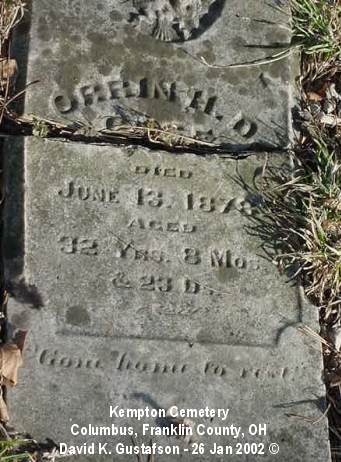 ORRIN H. D
DIED
JUNE 13, 187
AGED
32 YRS. 8 MO
& 23 D
Gone home to rest.
Kempton Cemetery
Columbus, Franklin County, OH
David K. Gustafson - 26 Jan 2002 ©